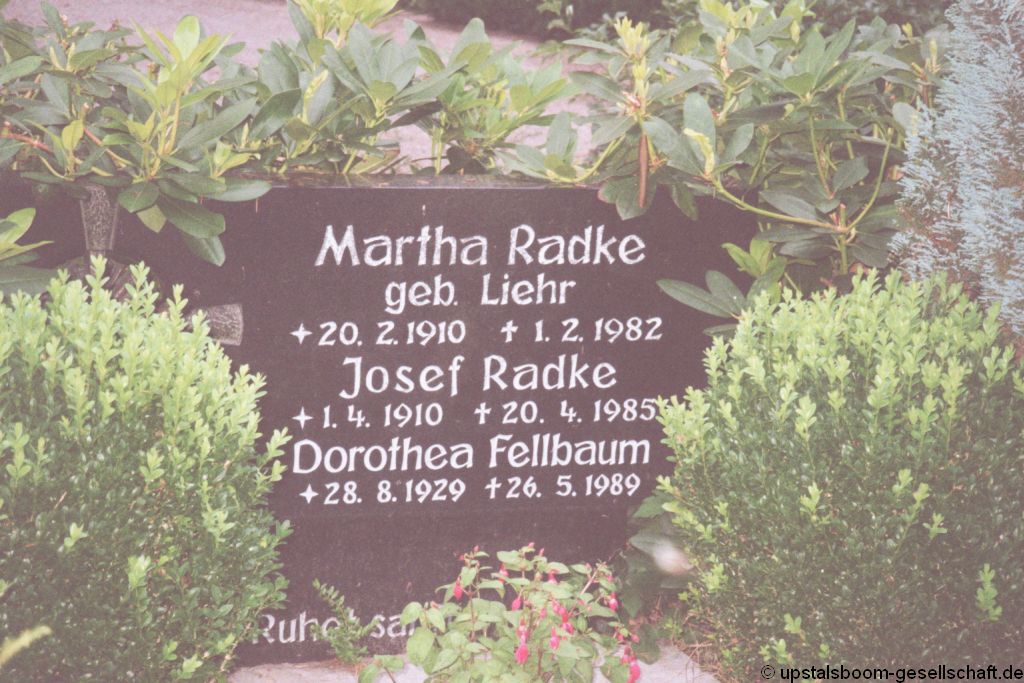 Martha Radke
geb. Liehr
✦ 20. 2. 1910 ✝ 1. 2. 1982
Josef Radke
✦ 1. 4. 1910 ✝ 20. 4. 1985
Dorothea Fellbaum
✦ 28. 8. 1929 ✝ 26. 5. 1989
© upstalsboom-gesellschaft.de